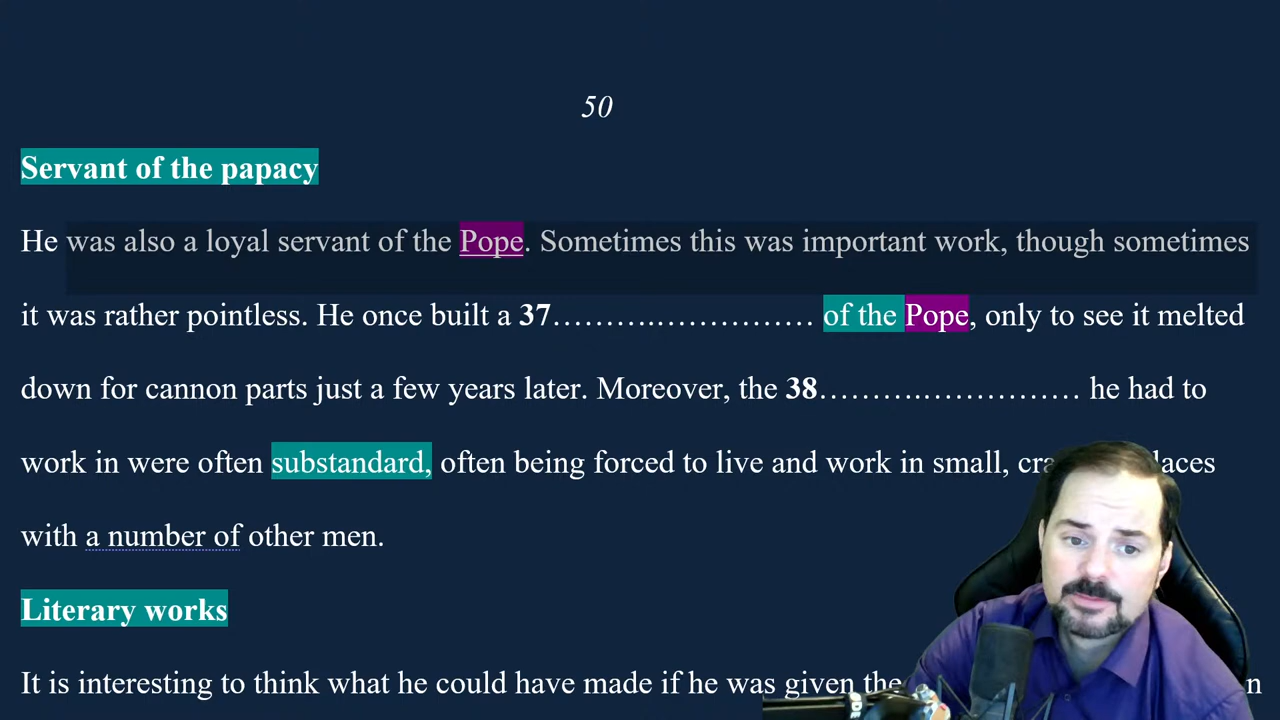 50
Servant of the papacy
He was also a loyal servant of the Pope. Sometimes this was important work, though sometimes
it was rather pointless. He once built a 37……….…………… of the Pope, only to see it melted
down for cannon parts just a few years later. Moreover, the 38……….…………… he had to
work in were often substandard, often being forced to live and work in small,
with a number of other men.
Literary works
It is interesting to think what he could have made if he was given the